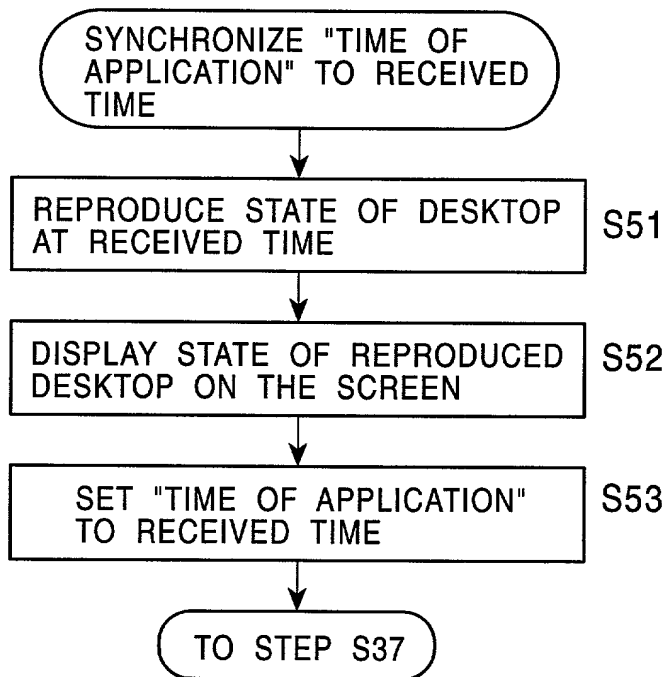 SYNCHRONIZE "TIME OF
APPLICATION" TO RECEIVED
TIME
REPRODUCE STATE OF DESKTOP
AT RECEIVED TIME
S51
DISPLAY STATE OF REPRODUCED
DESKTOP ON THE SCREEN
S52
SET "TIME OF APPLICATION"
TO RECEIVED TIME
S53
TO STEP S37